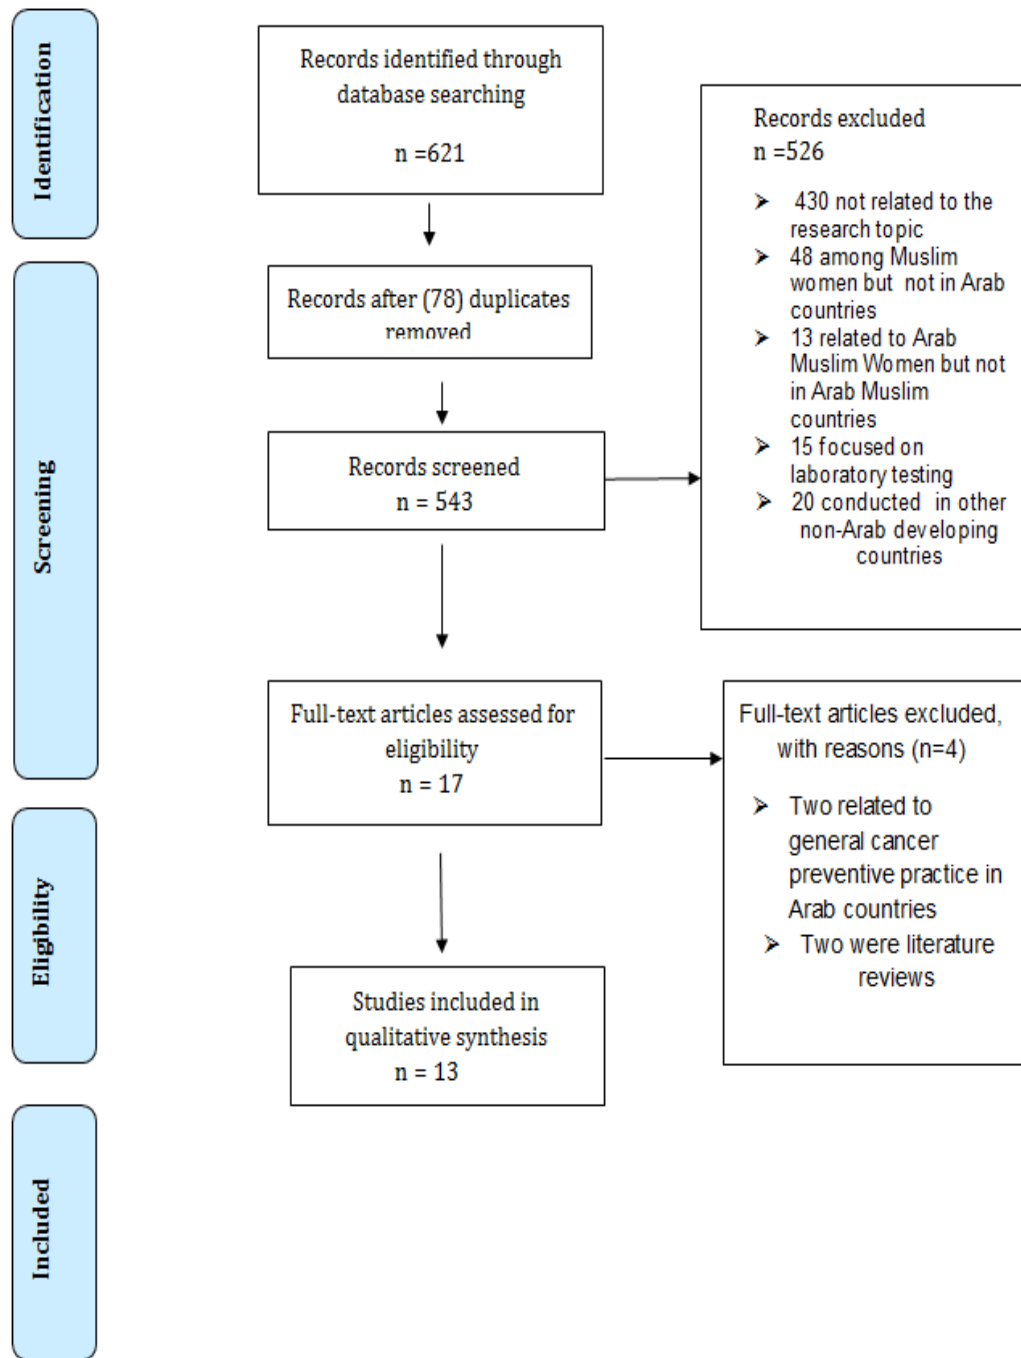 Identification
Records identified through
database searching
n =621
Records excluded
n =526
➤ 430 not related to the
research topic
➤ 48 among Muslim
women but not in Arab
countries
➤ 13 related to Arab
Muslim Women but not
in Arab Muslim
countries
➤ 15 focused on
laboratory testing
➤ 20 conducted in other
non-Arab developing
countries
Screening
Records after (78) duplicates
removed
Records screened
n = 543
Full-text articles assessed for
eligibility
n = 17
Full-text articles excluded,
with reasons (n=4)
➤ Two related to
general cancer
preventive practice in
Arab countries
➤ Two were literature
reviews
Eligibility
Studies included in
qualitative synthesis
n = 13
Included